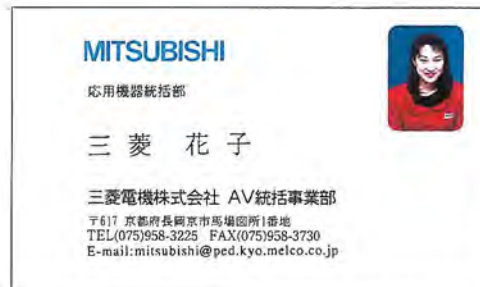 MITSUBISHI
応用機器統括部
三菱 花子
三菱電機株式会社 AV統括事業部
〒617 京都府長岡京市馬場図所1番地
TEL(075)958-3225 FAX(075)958-3730
E-mail:mitsubishi@ped.kyo.melco.co.jp